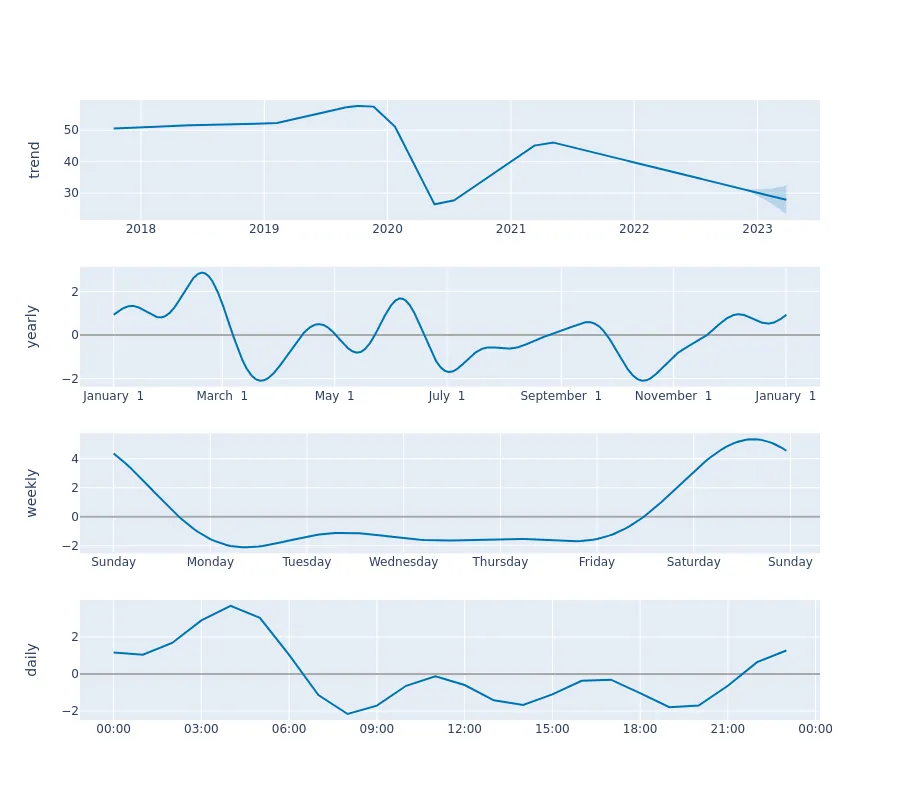 trend
50
40
30
2018 2019 2020 2021 2022 2023
yearly
2
0
−2
January 1 March 1 May 1 July 1 September 1 November 1 January 1
weekly
4
2
0
−2
Sunday Monday Tuesday Wednesday Thursday Friday Saturday Sunday
daily
2
0
−2
00:00 03:00 06:00 09:00 12:00 15:00 18:00 21:00 00:00